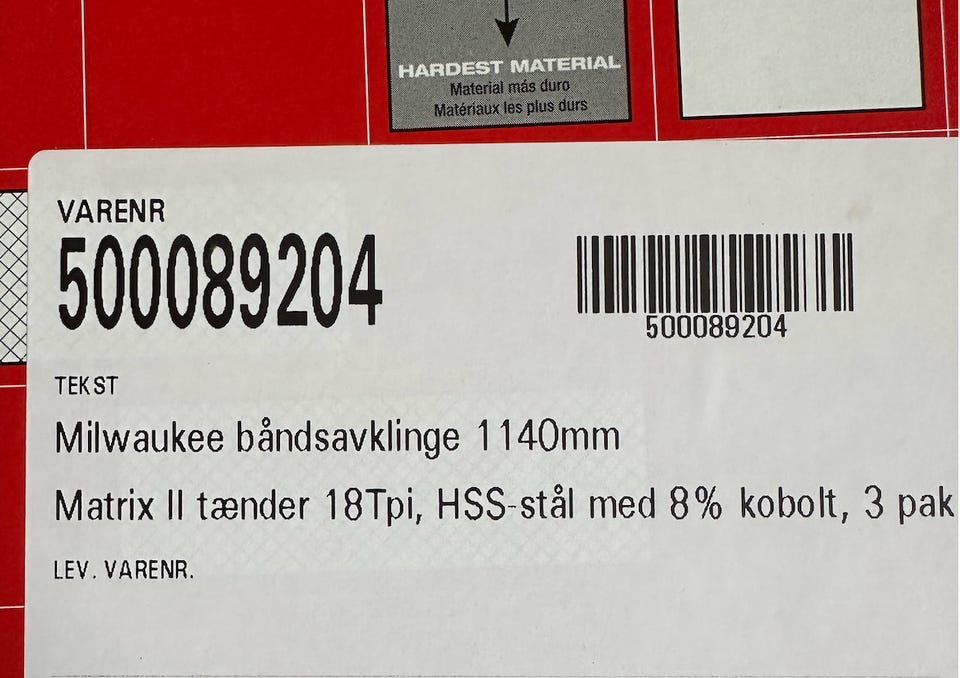 HARDEST MATERIAL
Material más duro
Matériaux les plus durs
VARENR
500089204
500089204
TEKST
Milwaukee båndsavklinge 1140mm
Matrix II tænder 18Tpi, HSS-stål med 8% kobolt, 3 pak
LEV. VARENR.